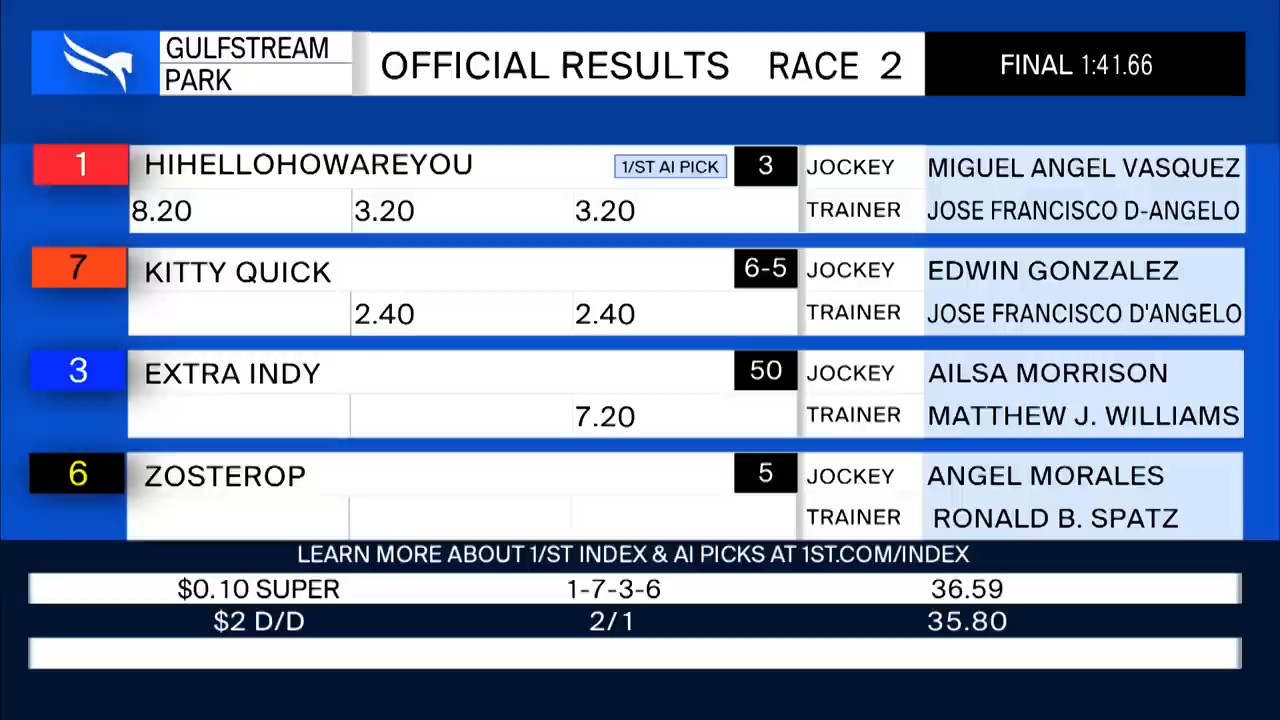 GULFSTREAM
PARK
OFFICIAL RESULTS RACE 2
FINAL 1:41.66
1 HIHELLOHOWAREYOU 1/ST AI PICK 3 JOCKEY MIGUEL ANGEL VASQUEZ
8.20 3.20 3.20 TRAINER JOSE FRANCISCO D-ANGELO
7 KITTY QUICK 6-5 JOCKEY EDWIN GONZALEZ
2.40 2.40 TRAINER JOSE FRANCISCO D'ANGELO
3 EXTRA INDY 50 JOCKEY AILSA MORRISON
7.20 TRAINER MATTHEW J. WILLIAMS
6 ZOSTEROP 5 JOCKEY ANGEL MORALES
TRAINER RONALD B. SPATZ
LEARN MORE ABOUT 1/ST INDEX & AI PICKS AT 1ST.COM/INDEX
$0.10 SUPER 1-7-3-6 36.59
$2 D/D 2/1 35.80